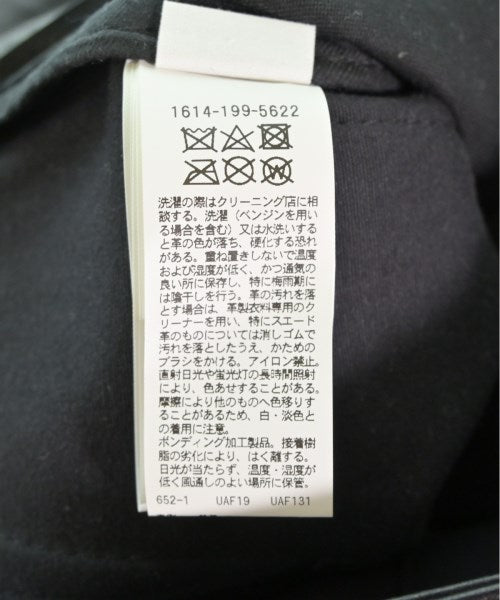 1614-199-5622
W
洗濯の際はクリーニング店に相
談する。洗濯（ベンジンを用い
る場合を含む）又は水洗いする
と革の色が落ち、硬化する恐れ
がある。重ね置きしないで温度
および湿度が低く、かつ通気の
良い所に保存し、特に梅雨期に
は陰干しを行う。革の汚れを落
とす場合は、革製衣料専用のク
リーナーを用い、特にスエード
革のものについては消しゴムで
汚れを落としたうえ、かための
ブラシをかける。アイロン禁止。
直射日光や蛍光灯の長時間照射
により、色あせすることがある。
摩擦により他のものへ色移りす
ることがあるため、白・淡色と
の着用に注意。
ボンディング加工製品。接着樹
脂の劣化により、はく離する。
日光が当たらず、温度・湿度が
低く風通しのよい場所に保管。
652-1 UAF19 UAF131